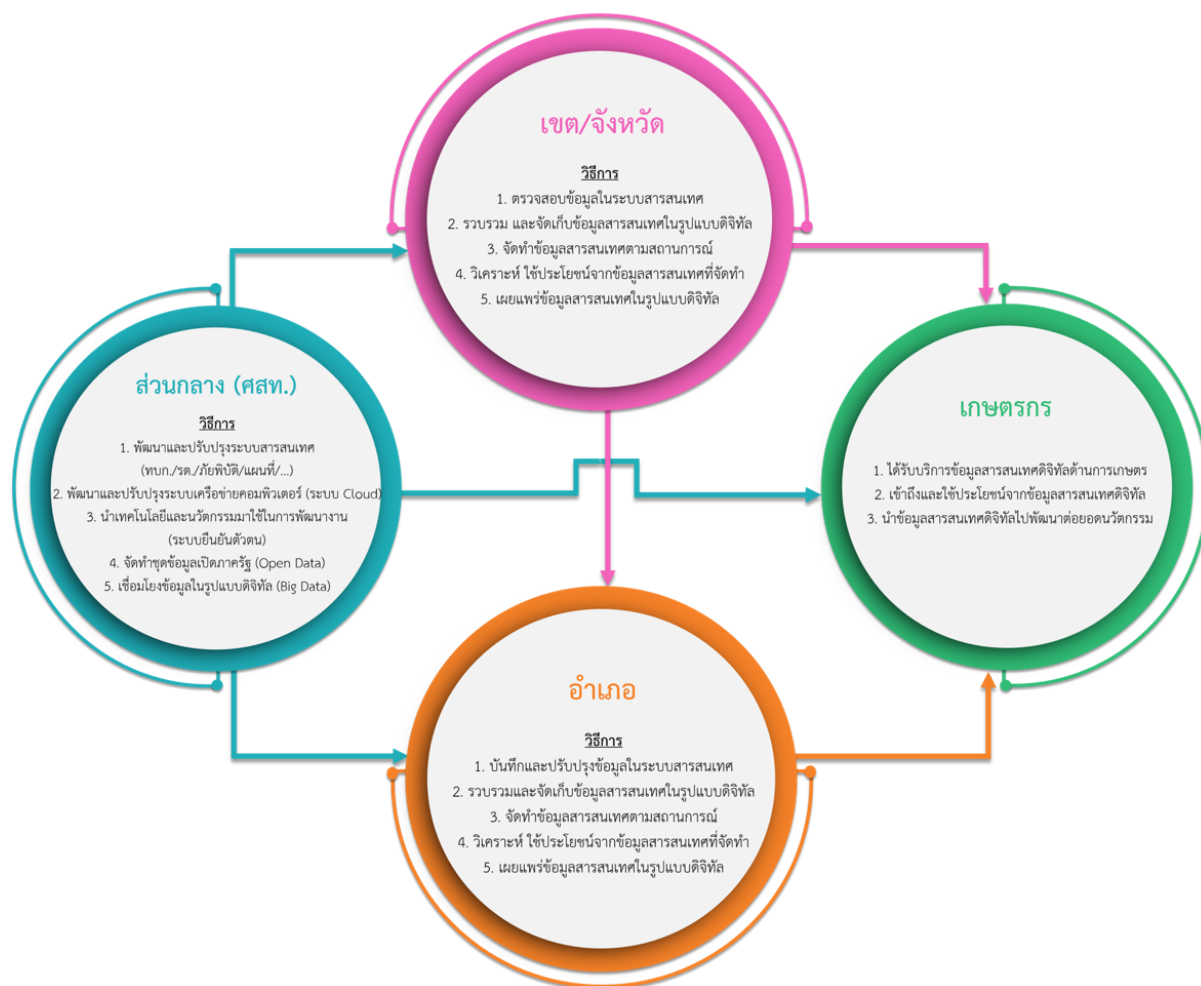 เขต/จังหวัด
วิธีการ
1. ตรวจสอบข้อมูลในระบบสารสนเทศ
2. รวบรวม และจัดเก็บข้อมูลสารสนเทศในรูปแบบดิจิทัล
3. จัดทำข้อมูลสารสนเทศตามสถานการณ์
4. วิเคราะห์ ใช้ประโยชน์จากข้อมูลสารสนเทศที่จัดทำ
5. เผยแพร่ข้อมูลสารสนเทศในรูปแบบดิจิทัล
ส่วนกลาง (ศสท.)
วิธีการ
1. พัฒนาและปรับปรุงระบบสารสนเทศ
(ทบก./รต./ภัยพิบัติ/แผนที่/...)
2. พัฒนาและปรับปรุงระบบเครือข่ายคอมพิวเตอร์ (ระบบ Cloud)
3. นำเทคโนโลยีและนวัตกรรมมาใช้ในการพัฒนางาน
(ระบบยืนยันตัวตน)
4. จัดทำชุดข้อมูลเปิดภาครัฐ (Open Data)
5. เชื่อมโยงข้อมูลในรูปแบบดิจิทัล (Big Data)
เกษตรกร
1. ได้รับบริการข้อมูลสารสนเทศดิจิทัลด้านการเกษตร
2. เข้าถึงและใช้ประโยชน์จากข้อมูลสารสนเทศดิจิทัล
3. นำข้อมูลสารสนเทศดิจิทัลไปพัฒนาต่อยอดนวัตกรรม
อำเภอ
วิธีการ
1. บันทึกและปรับปรุงข้อมูลในระบบสารสนเทศ
2. รวบรวมและจัดเก็บข้อมูลสารสนเทศในรูปแบบดิจิทัล
3. จัดทำข้อมูลสารสนเทศตามสถานการณ์
4. วิเคราะห์ ใช้ประโยชน์จากข้อมูลสารสนเทศที่จัดทำ
5. เผยแพร่ข้อมูลสารสนเทศในรูปแบบดิจิทัล